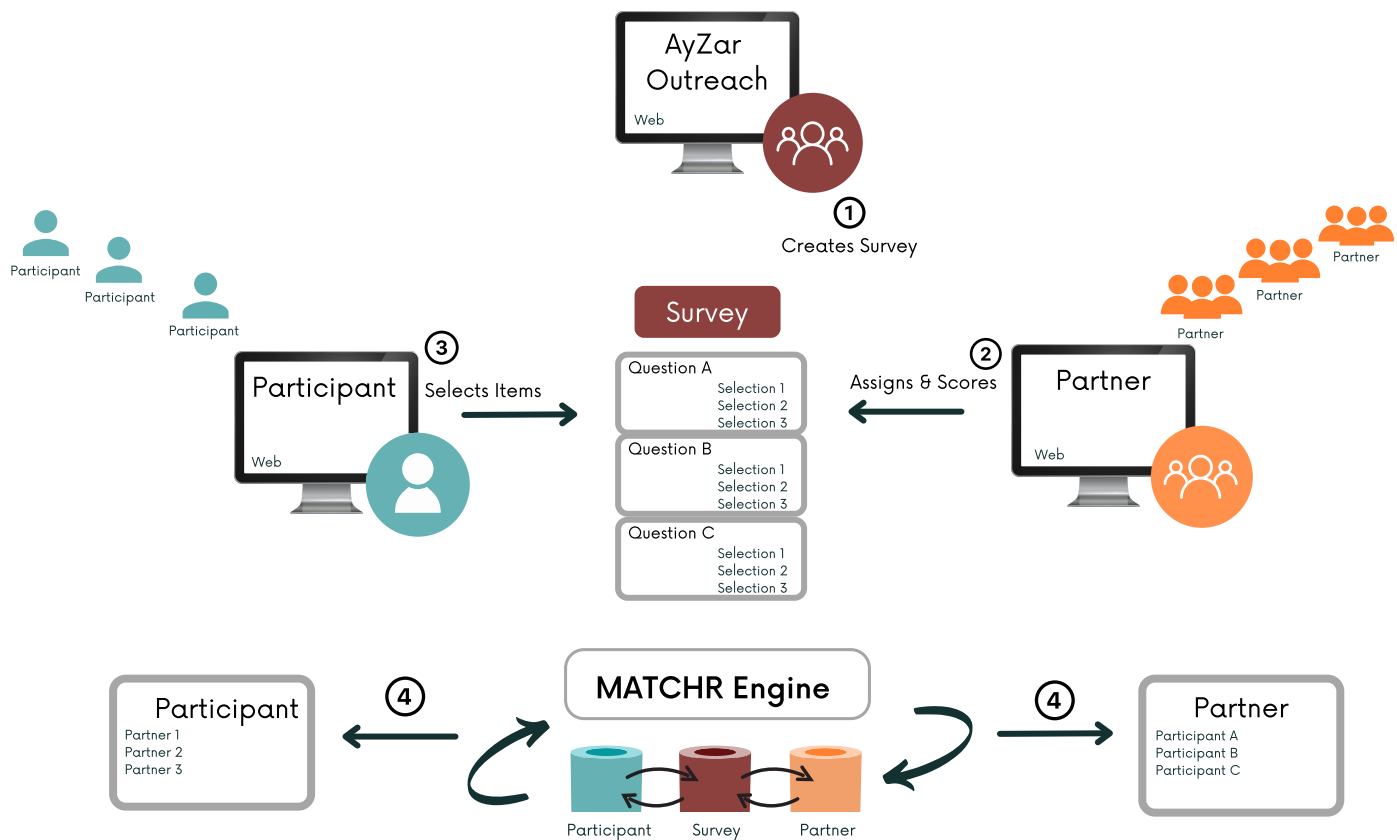 AyZar
Outreach
Web
1
Creates Survey
Participant
Participant
Participant
Partner
Partner
Partner
Survey
3
Participant
Selects Items
Web
Question A
Selection 1
Selection 2
Selection 3
Question B
Selection 1
Selection 2
Selection 3
Question C
Selection 1
Selection 2
Selection 3
2
Assigns & Scores
Partner
Web
MATCHR Engine
4
Participant
Partner 1
Partner 2
Partner 3
4
Partner
Participant A
Participant B
Participant C
Participant
Survey
Partner